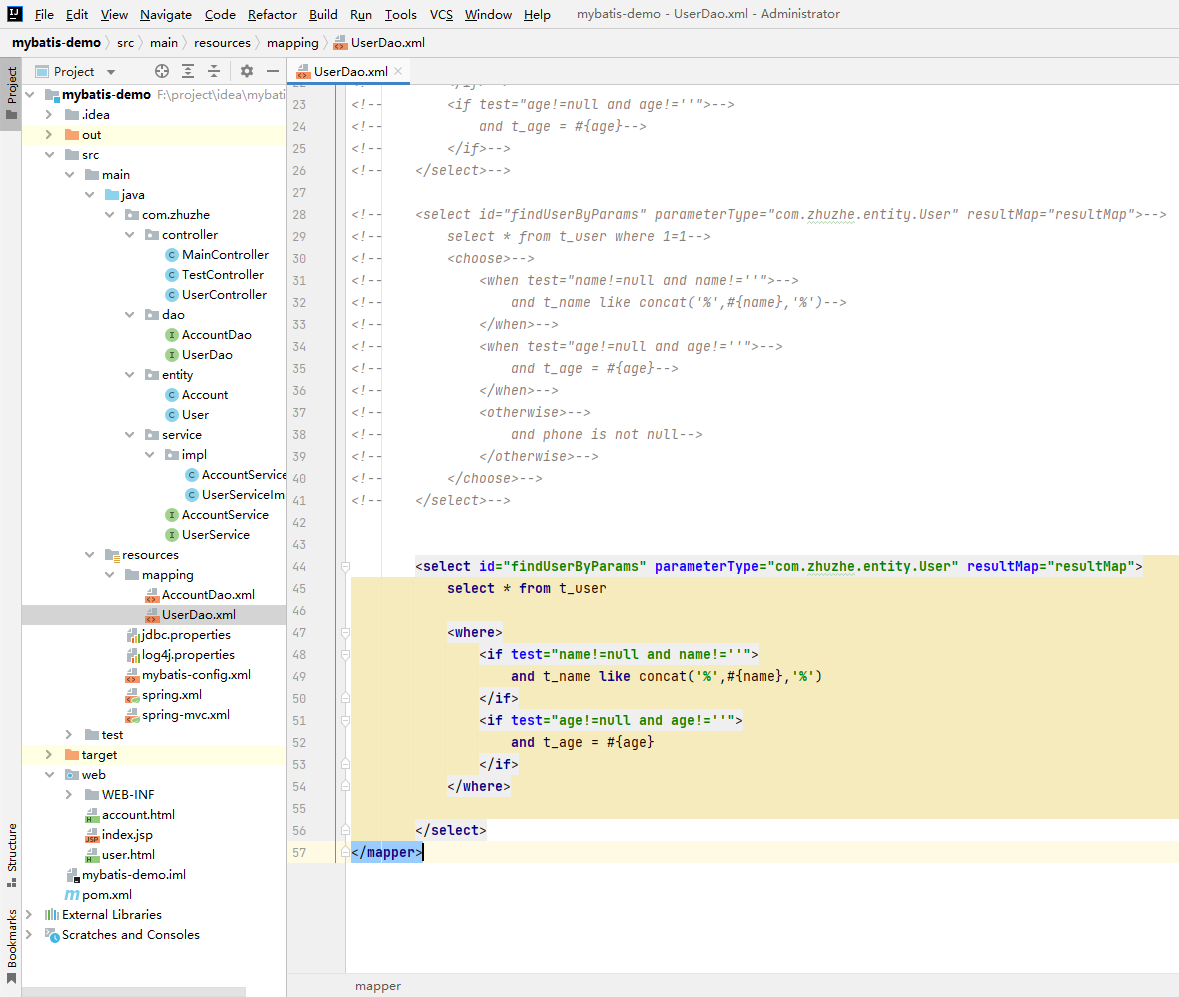 File Edit View Navigate Code Refactor Build Run Tools VCS Window Help mybatis-demo - UserDao.xml - Administrator
mybatis-demo src main resources mapping UserDao.xml
Project
Project
UserDao.xml
mybatis-demo F:\project\idea\mybati
.idea
out
src
main
java
com.zhuzhe
controller
MainController
TestController
UserController
dao
AccountDao
UserDao
entity
Account
User
service
impl
AccountService
UserServiceIm
AccountService
UserService
resources
mapping
AccountDao.xml
UserDao.xml
jdbc.properties
log4j.properties
mybatis-config.xml
spring.xml
spring-mvc.xml
test
target
web
WEB-INF
account.html
index.jsp
user.html
mybatis-demo.iml
pom.xml
External Libraries
Scratches and Consoles
Structure
Bookmarks
22 <!-- </if>-->
23 <!-- <if test="age!=null and age!=''">-->
24 <!-- and t_age = #{age}-->
25 <!-- </if>-->
26 <!-- </select>-->
27
28 <!-- <select id="findUserByParams" parameterType="com.zhuzhe.entity.User" resultMap="resultMap">-->
29 <!-- select * from t_user where 1=1-->
30 <!-- <choose>-->
31 <!-- <when test="name!=null and name!=''">-->
32 <!-- and t_name like concat('%',#{name},'%')-->
33 <!-- </when>-->
34 <!-- <when test="age!=null and age!=''">-->
35 <!-- and t_age = #{age}-->
36 <!-- </when>-->
37 <!-- <otherwise>-->
38 <!-- and phone is not null-->
39 <!-- </otherwise>-->
40 <!-- </choose>-->
41 <!-- </select>-->
42
43
44 <select id="findUserByParams" parameterType="com.zhuzhe.entity.User" resultMap="resultMap">
45 select * from t_user
46
47 <where>
48 <if test="name!=null and name!=''">
49 and t_name like concat('%',#{name},'%')
50 </if>
51 <if test="age!=null and age!=''">
52 and t_age = #{age}
53 </if>
54 </where>
55
56 </select>
57 </mapper>
mapper